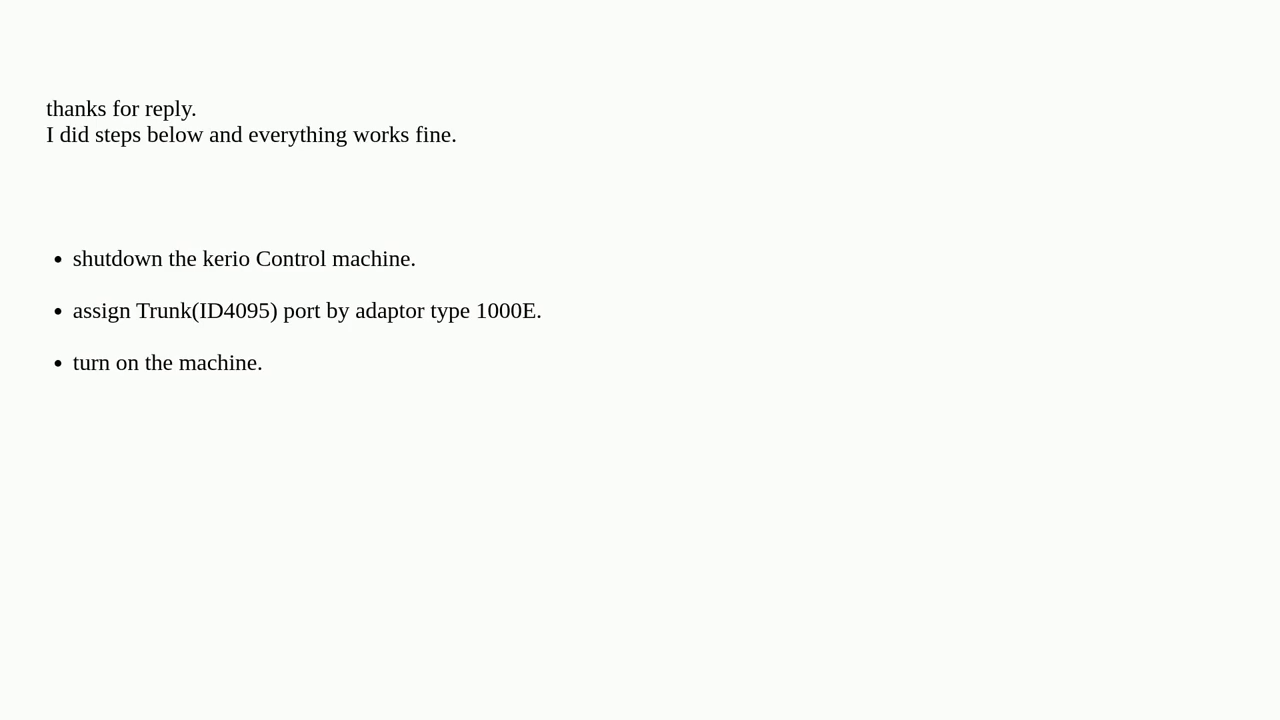 thanks for reply.
I did steps below and everything works fine.
• shutdown the kerio Control machine.
• assign Trunk(ID4095) port by adaptor type 1000E.
• turn on the machine.